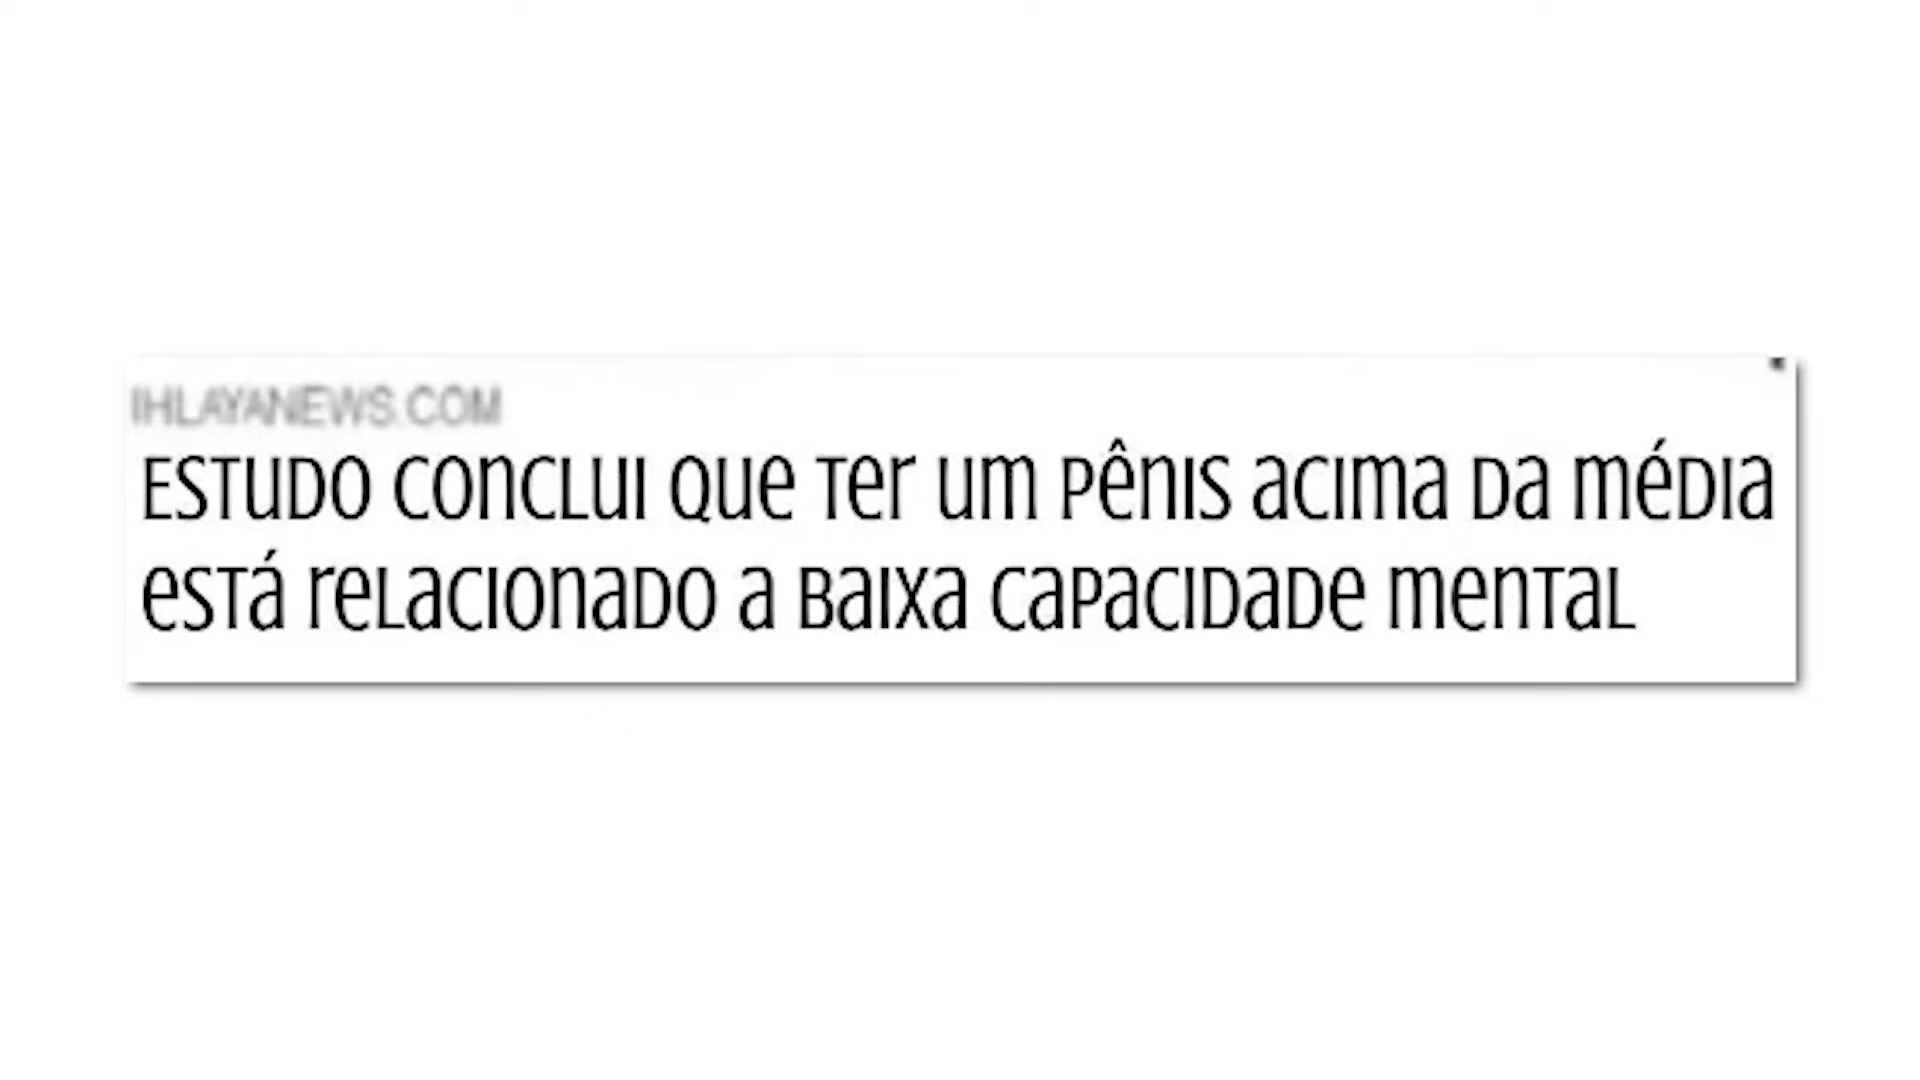 IHLAYANEWS.COM
Estudo conclui que ter um pênis acima da média
está relacionado a baixa capacidade mental